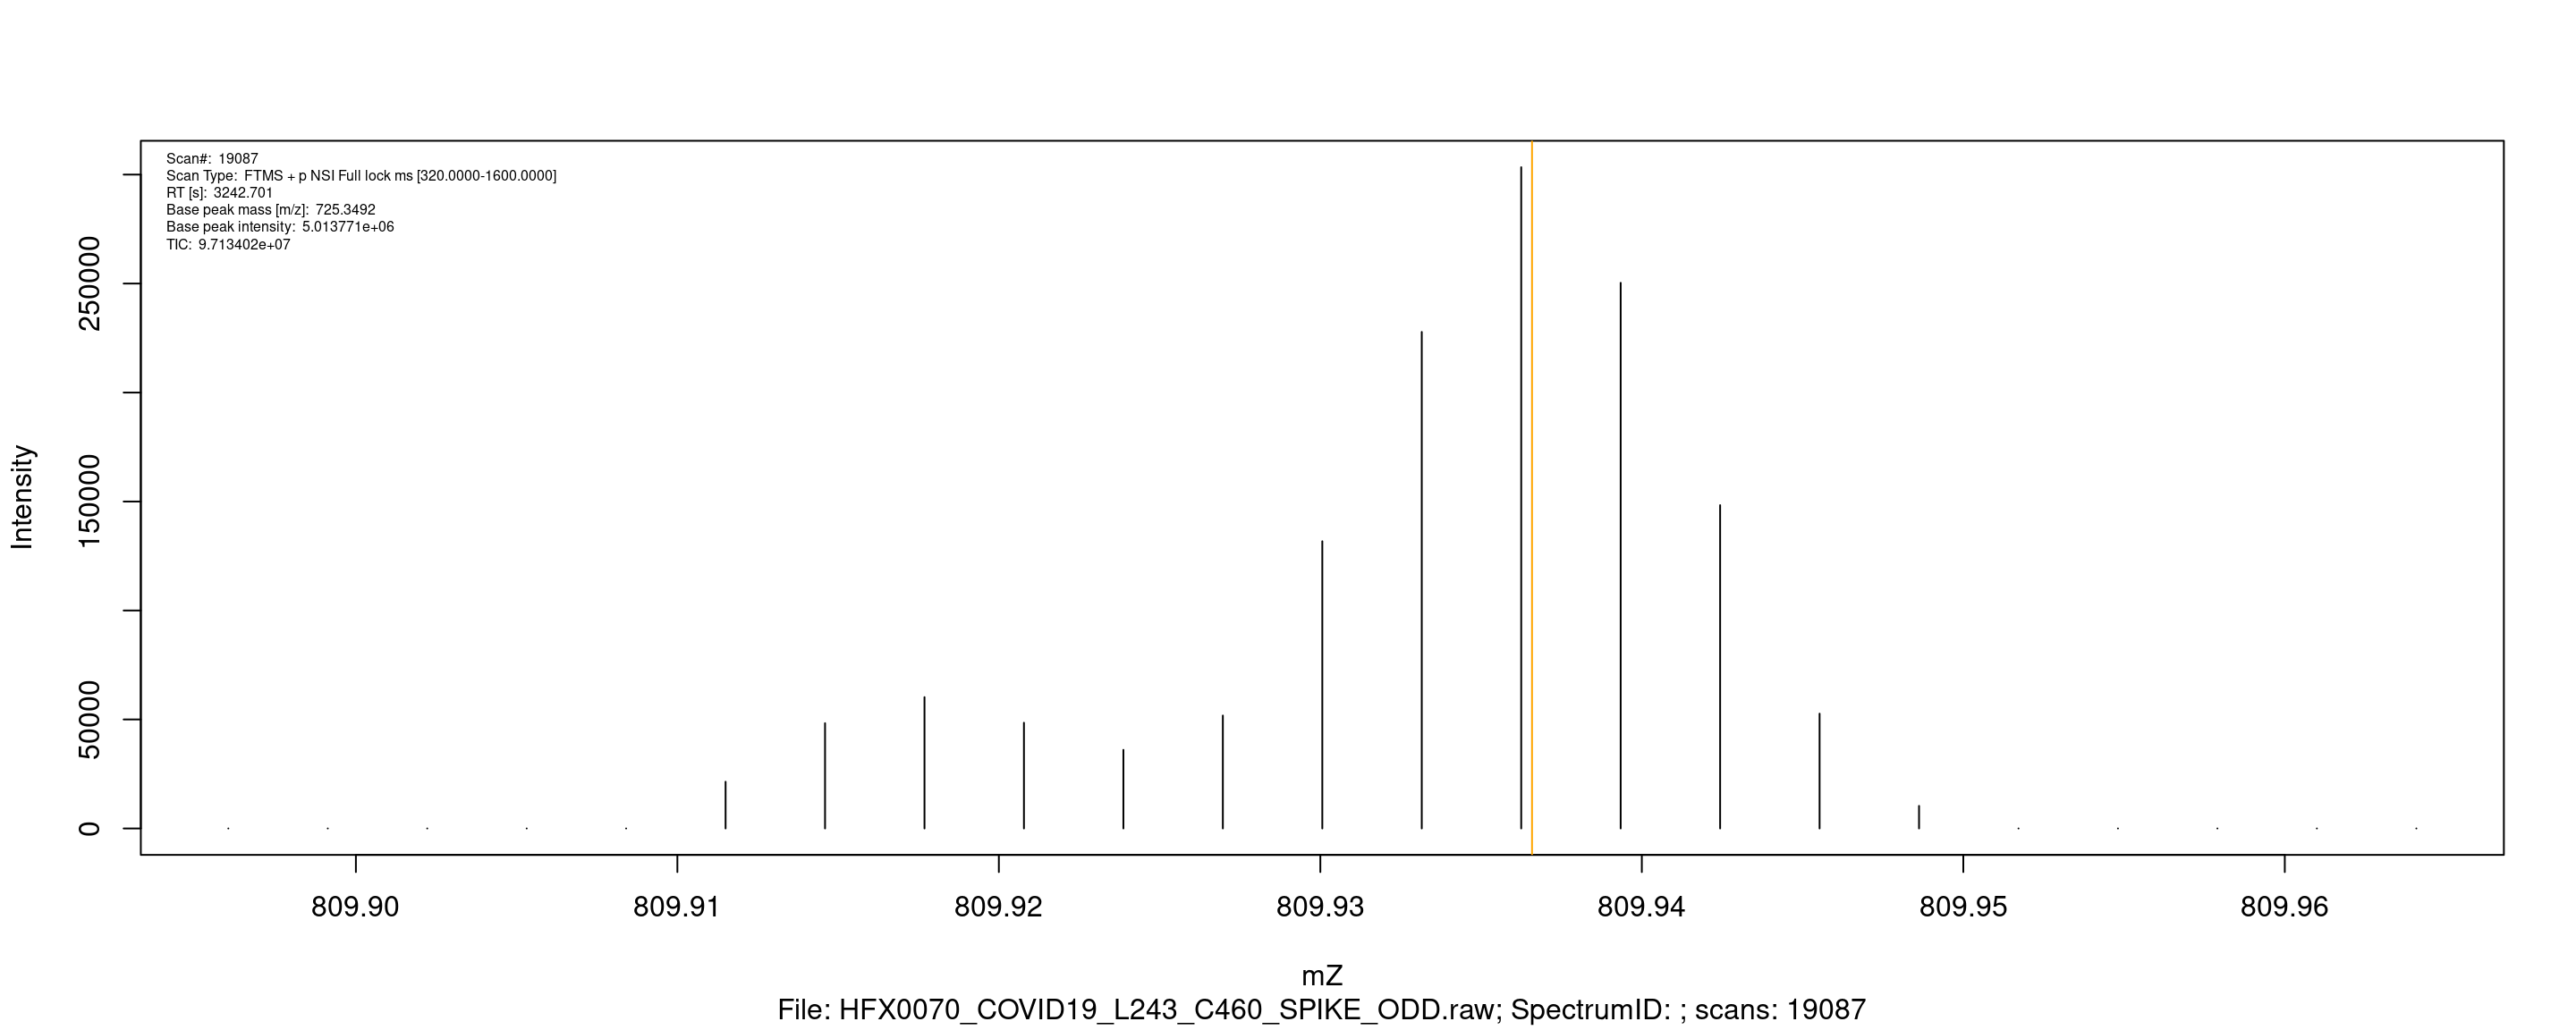 Scan#: 19087
Scan Type: FTMS + p NSI Full lock ms [320.0000-1600.0000]
RT [s]: 3242.701
Base peak mass [m/z]: 725.3492
Base peak intensity: 5.013771e+06
TIC: 9.713402e+07
Intensity
250000
150000
50000
0
809.90 809.91 809.92 809.93 809.94 809.95 809.96
mZ
File: HFX0070_COVID19_L243_C460_SPIKE_ODD.raw; SpectrumID: ; scans: 19087